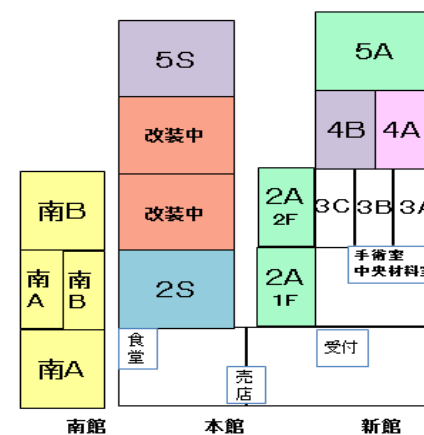 5A
5S
4B
4A
改装中
改装中
南B
2A
2F
3C
3B
3A
手術室
中央材料室
南
A
南
B
2S
2A
1F
食
堂
受付
売
店
南A
南館
本館
新館